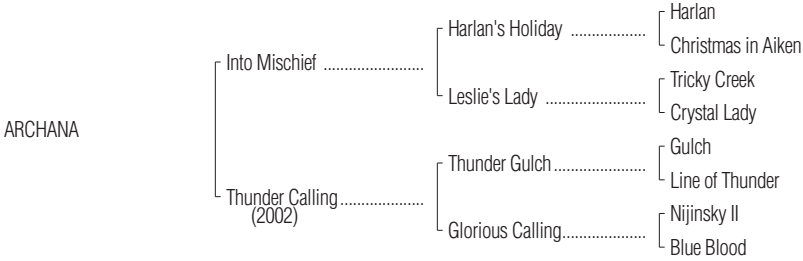 Harlan
Harlan's Holiday ....................
Christmas in Aiken
Into Mischief ........................
Tricky Creek
Leslie's Lady ........................
Crystal Lady
ARCHANA
Gulch
Thunder Gulch......................
Line of Thunder
Thunder Calling....................
(2002)
Nijinsky II
Glorious Calling....................
Blue Blood